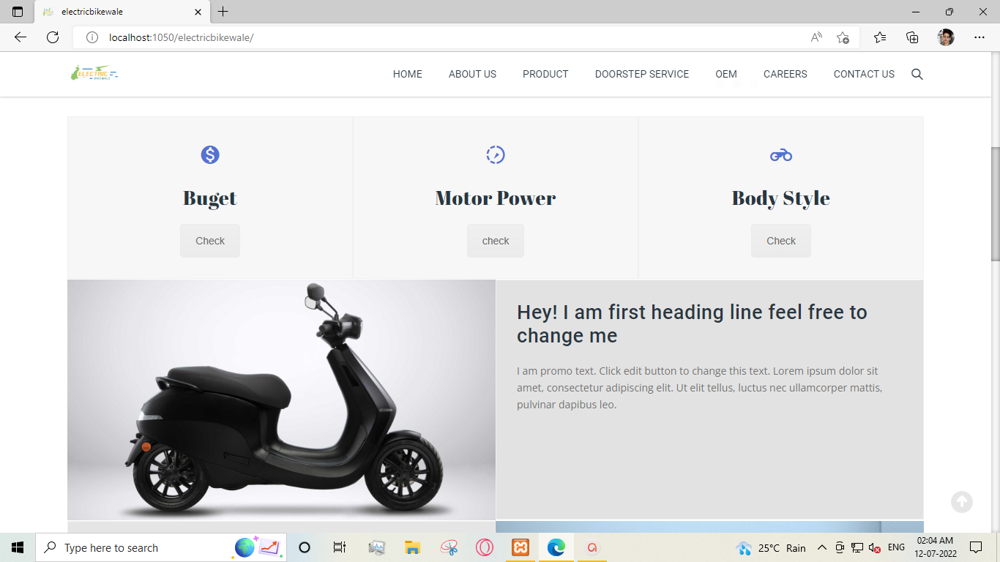 electricbikewale
localhost:1050/electricbikewale/
ELECTRIC
HOME ABOUT US PRODUCT DOORSTEP SERVICE OEM CAREERS CONTACT US
Buget Motor Power Body Style
Check check Check
Hey! I am first heading line feel free to
change me
I am promo text. Click edit button to change this text. Lorem ipsum dolor sit
amet, consectetur adipiscing elit. Ut elit tellus, luctus nec ullamcorper mattis,
pulvinar dapibus leo.
Type here to search
25°C Rain
ENG
02:04 AM
12-07-2022